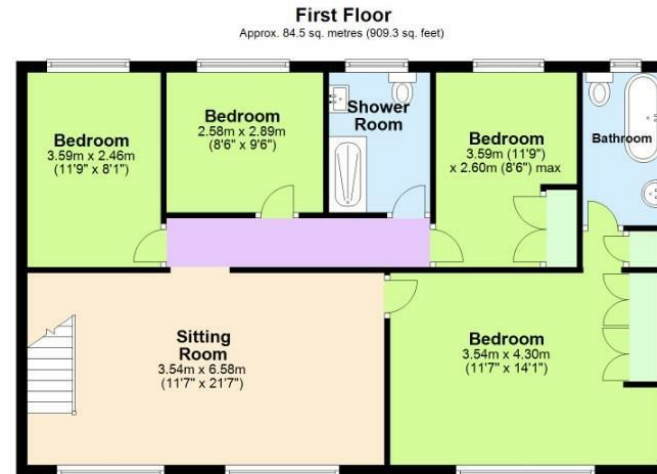 First Floor
Approx. 84.5 sq. metres (909.3 sq. feet)
Bedroom
3.59m x 2.46m
(11'9" x 8'1")
Bedroom
2.58m x 2.89m
(8'6" x 9'6")
Shower
Room
Bedroom
3.59m (11'9")
x 2.60m (8'6") max
Bathroom
Sitting
Room
3.54m x 6.58m
(11'7" x 21'7")
Bedroom
3.54m x 4.30m
(11'7" x 14'1")